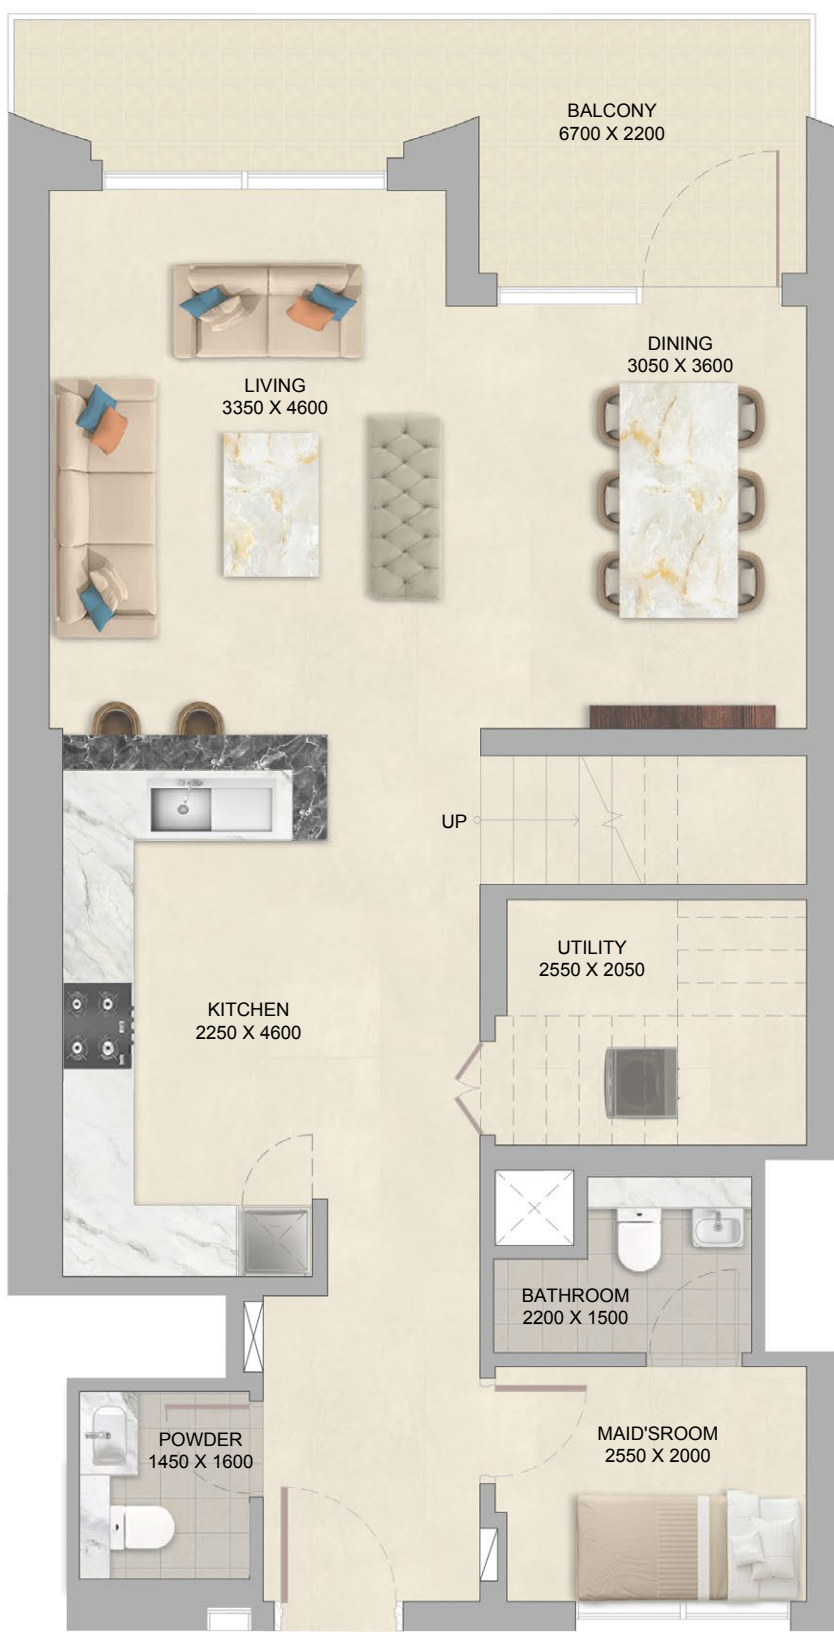 BALCONY
6700 X 2200
DINING
3050 X 3600
LIVING
3350 X 4600
UP
UTILITY
2550 X 2050
KITCHEN
2250 X 4600
BATHROOM
2200 X 1500
MAID'SROOM
2550 X 2000
POWDER
1450 X 1600